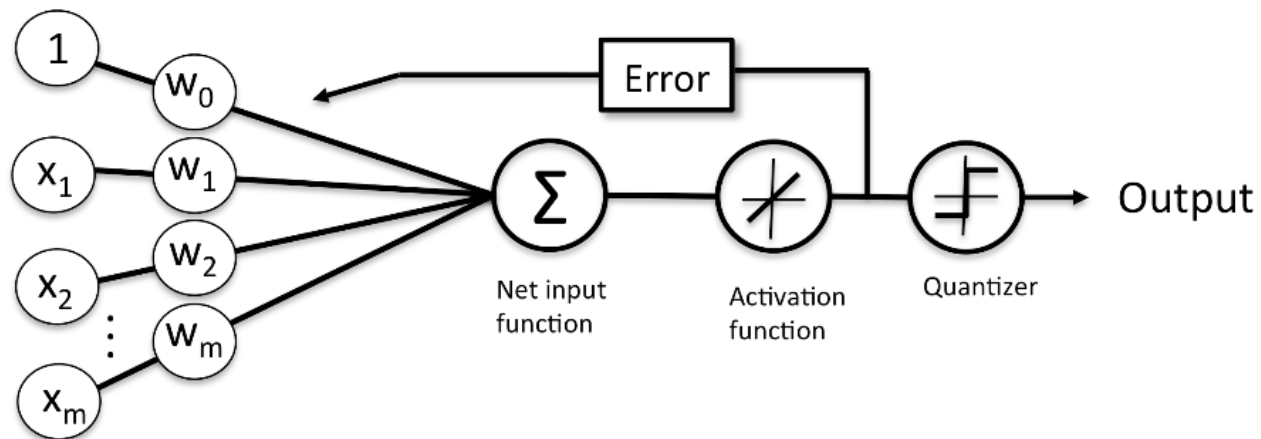 1
w₀
Error
x₁
w₁
Σ
Output
x₂
w₂
Net input
function
Activation
function
Quantizer
⋮
wₘ
xₘ